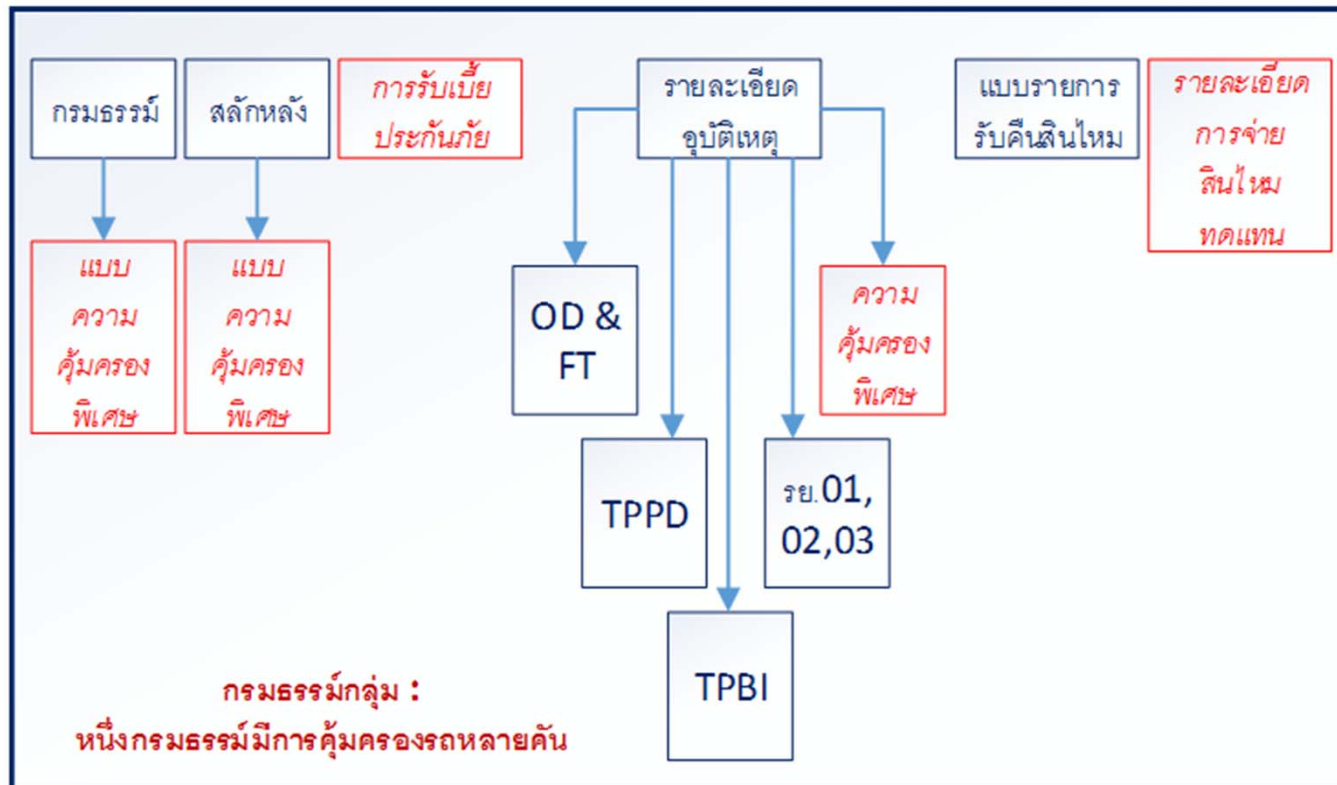 กรมธรรม์
สลักหลัง
การรับเบี้ย
ประกันภัย
รายละเอียด
อุบัติเหตุ
แบบรายการ
รับคืนสินไหม
รายละเอียด
การจ่าย
สินไหม
ทดแทน
แบบ
ความ
คุ้มครอง
พิเศษ
แบบ
ความ
คุ้มครอง
พิเศษ
OD &
FT
ความ
คุ้มครอง
พิเศษ
TPPD
รย.01,
02,03
TPBI
กรมธรรม์กลุ่ม :
หนึ่งกรมธรรม์มีการคุ้มครองรถหลายคัน